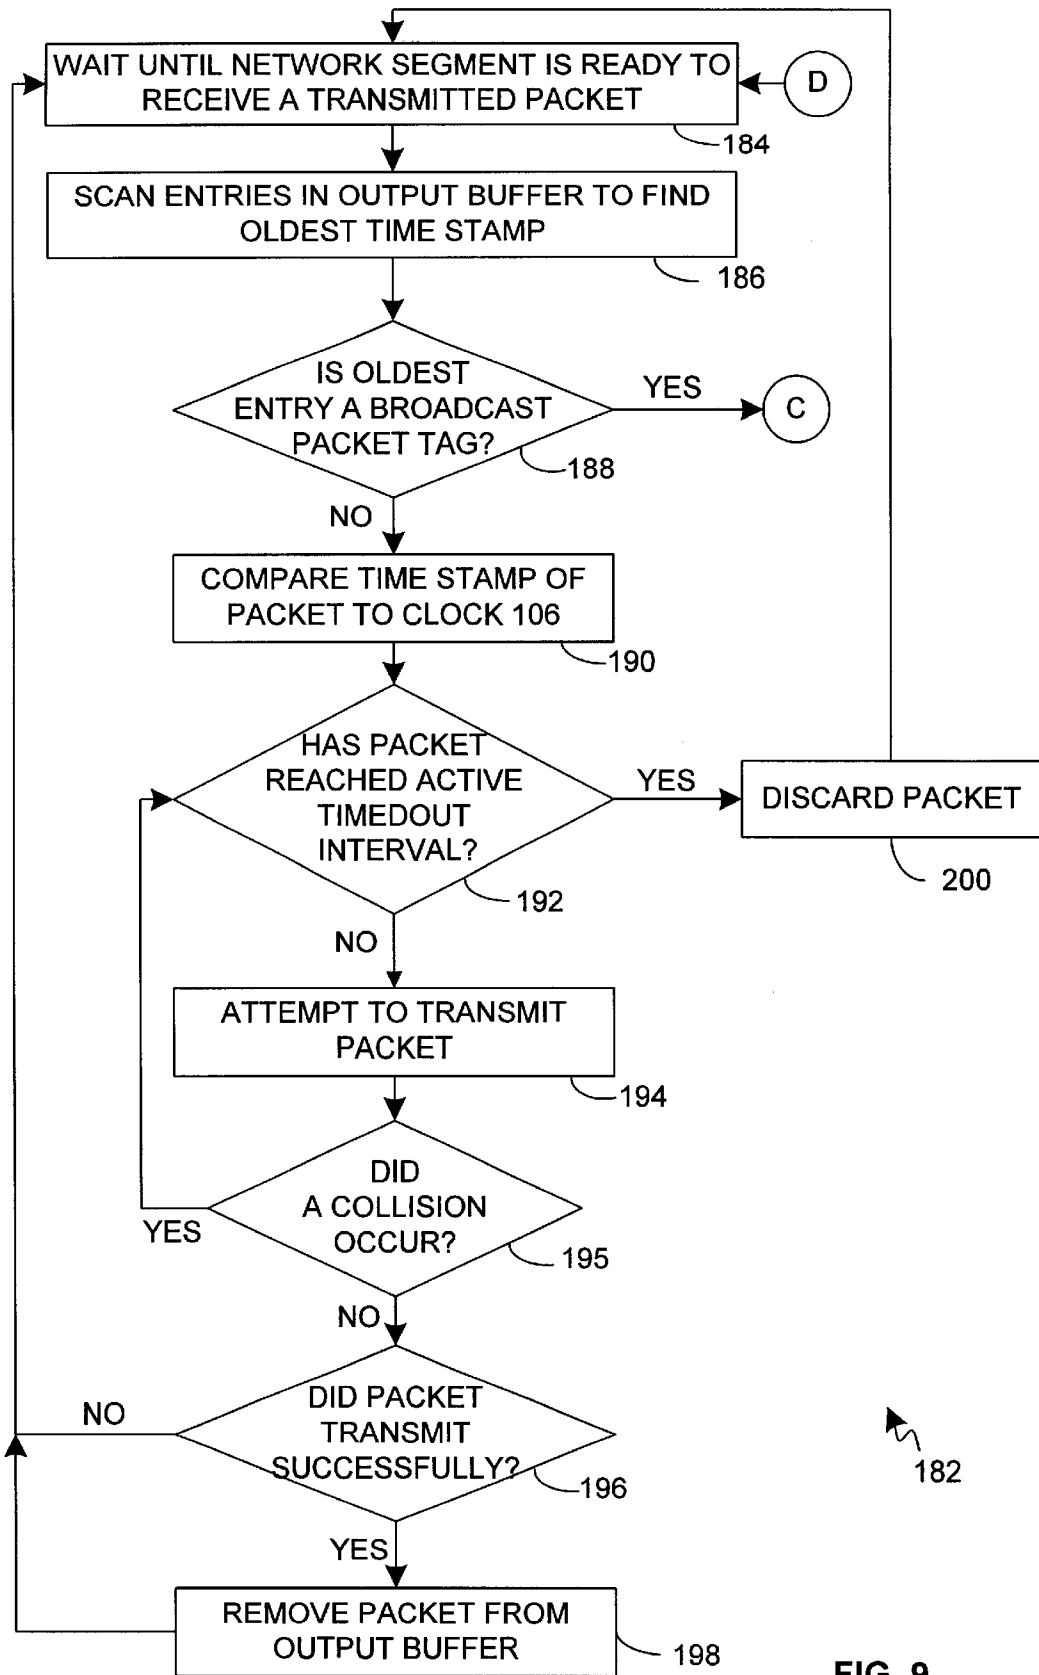 WAIT UNTIL NETWORK SEGMENT IS READY TO
RECEIVE A TRANSMITTED PACKET
D
184
SCAN ENTRIES IN OUTPUT BUFFER TO FIND
OLDEST TIME STAMP
186
IS OLDEST
ENTRY A BROADCAST
PACKET TAG?
YES
C
188
NO
COMPARE TIME STAMP OF
PACKET TO CLOCK 106
190
HAS PACKET
REACHED ACTIVE
TIMEDOUT
INTERVAL?
YES
DISCARD PACKET
200
192
NO
ATTEMPT TO TRANSMIT
PACKET
194
DID
A COLLISION
OCCUR?
YES
195
NO
DID PACKET
TRANSMIT
SUCCESSFULLY?
NO
196
182
YES
REMOVE PACKET FROM
OUTPUT BUFFER
198
FIG. 9